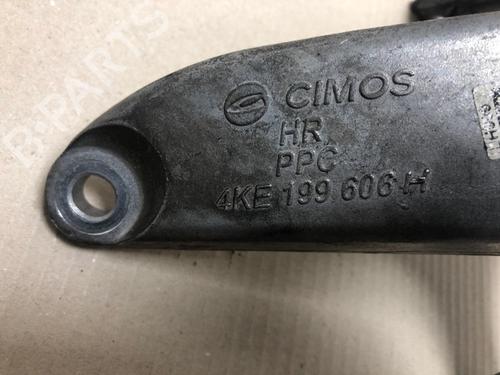 CIMOS
HR
PPC
4KE 199 606 H
B-PARTS